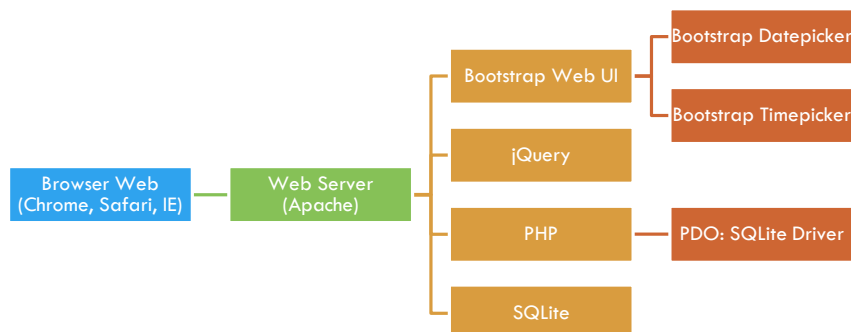 Bootstrap Datepicker
Bootstrap Web UI
Bootstrap Timepicker
jQuery
Browser Web
(Chrome, Safari, IE)
Web Server
(Apache)
PHP
PDO: SQLite Driver
SQLite